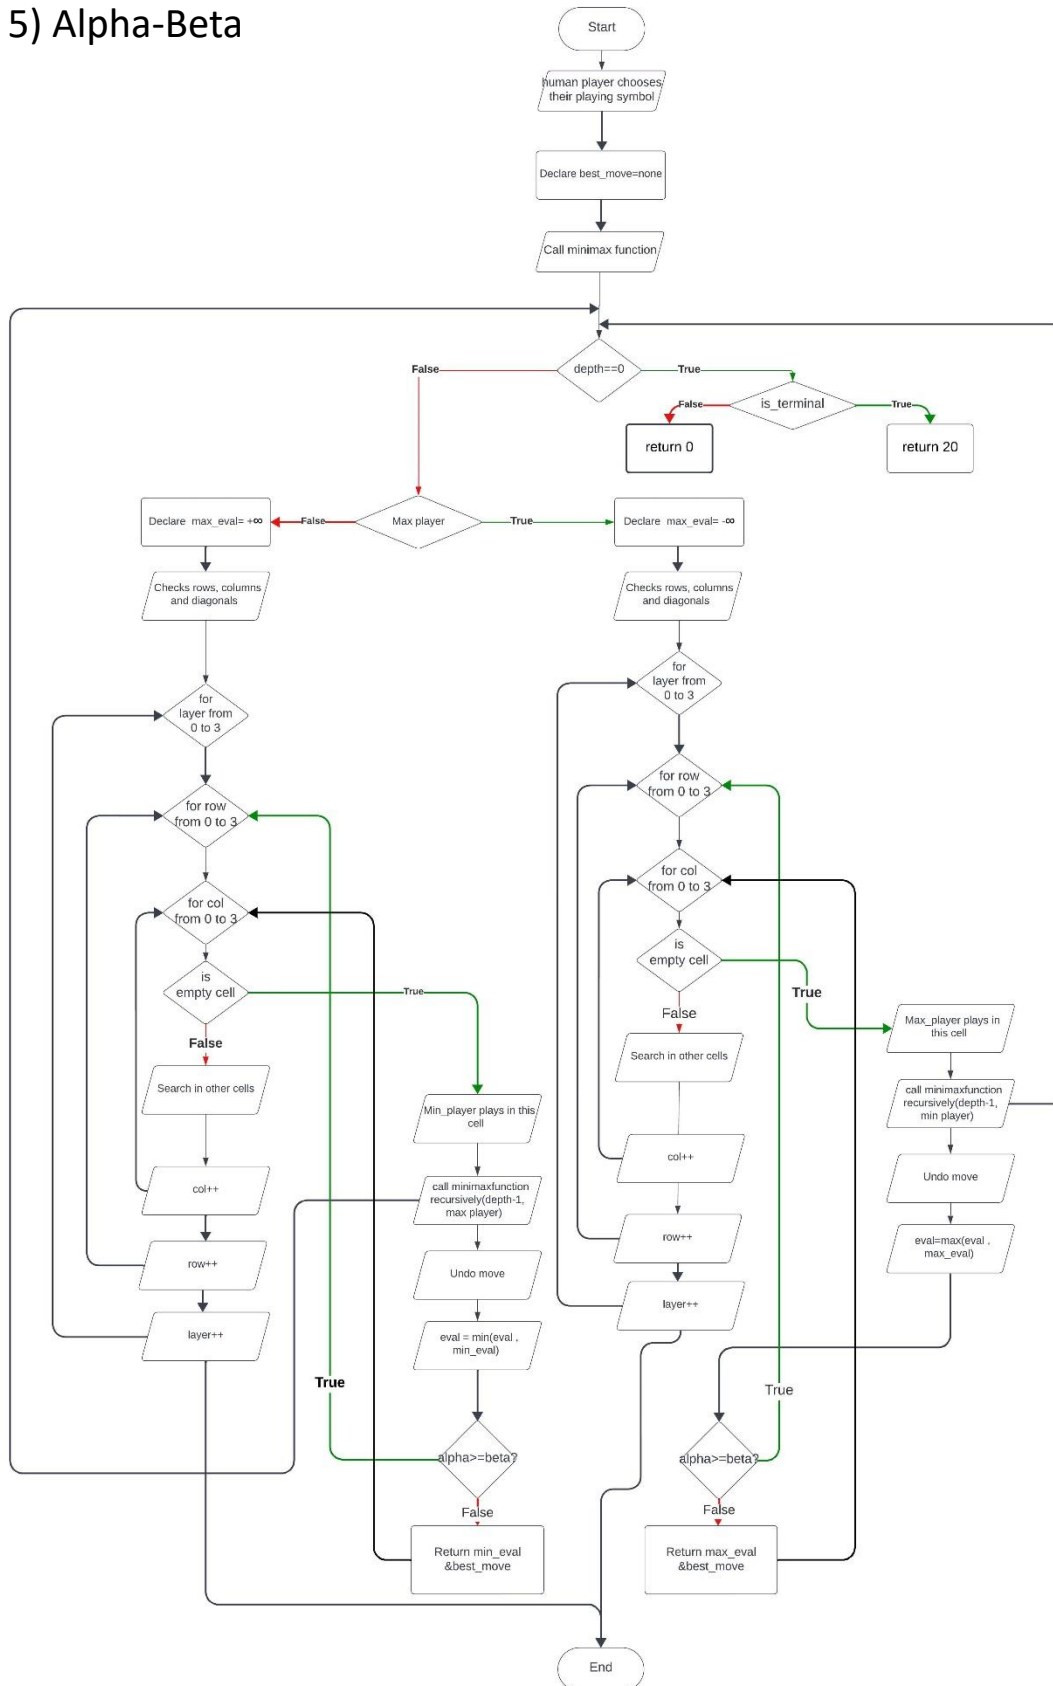 5) Alpha-Beta
Start
human player chooses
their playing symbol
Declare best_move=none
Call minimax function
depth==0
False
True
is_terminal
False
True
return 0
return 20
Max player
False
True
Declare max_eval= +∞
Declare max_eval= -∞
Checks rows, columns
and diagonals
Checks rows, columns
and diagonals
for
layer from
0 to 3
for row
from 0 to 3
for col
from 0 to 3
is
empty cell
True
False
Search in other cells
col++
row++
layer++
Min_player plays in this
cell
call minimaxfunction
recursively(depth-1,
max player)
Undo move
eval = min(eval ,
min_eval)
True
alpha>=beta?
False
Return min_eval
&best_move
for
layer from
0 to 3
for row
from 0 to 3
for col
from 0 to 3
is
empty cell
True
False
Search in other cells
col++
row++
layer++
Max_player plays in
this cell
call minimaxfunction
recursively(depth-1,
min player)
Undo move
eval=max(eval ,
max_eval)
True
alpha>=beta?
False
Return max_eval
&best_move
End